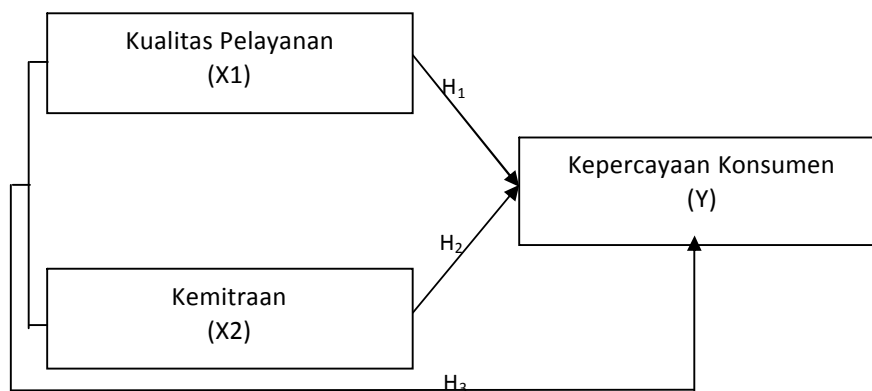 Kualitas Pelayanan
(X1)
H₁
Kepercayaan Konsumen
(Y)
H₂
Kemitraan
(X2)
H₃